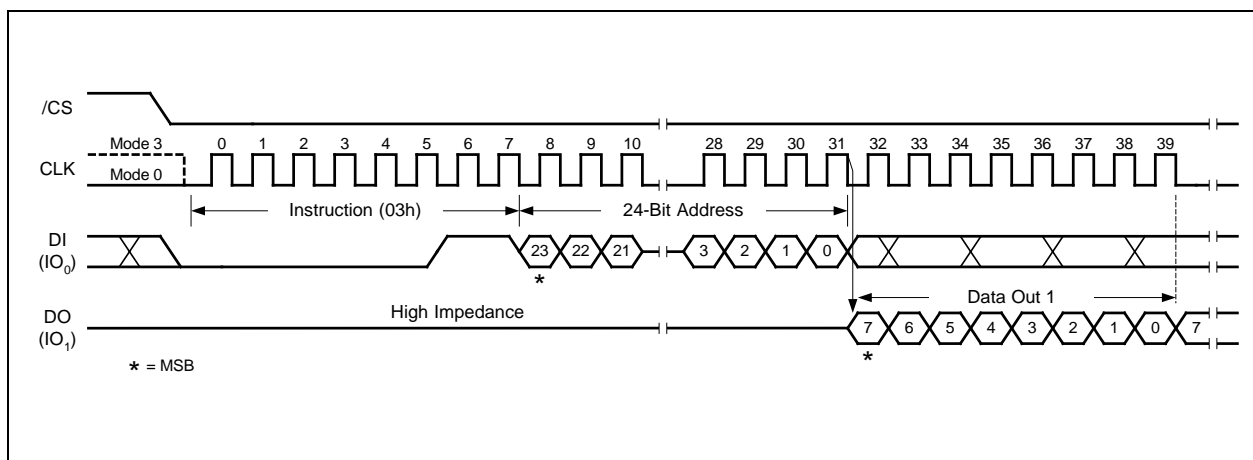 /CS
Mode 3 0 1 2 3 4 5 6 7 8 9 10 28 29 30 31 32 33 34 35 36 37 38 39
CLK
Mode 0
Instruction (03h) 24-Bit Address
DI
(IO0) 23 22 21 3 2 1 0
*
High Impedance Data Out 1
DO
(IO1) 7 6 5 4 3 2 1 0 7
* = MSB *